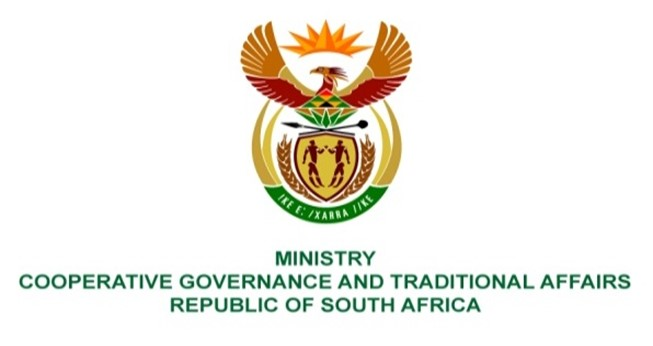 !KE E: /XARRA //KE
MINISTRY
COOPERATIVE GOVERNANCE AND TRADITIONAL AFFAIRS
REPUBLIC OF SOUTH AFRICA